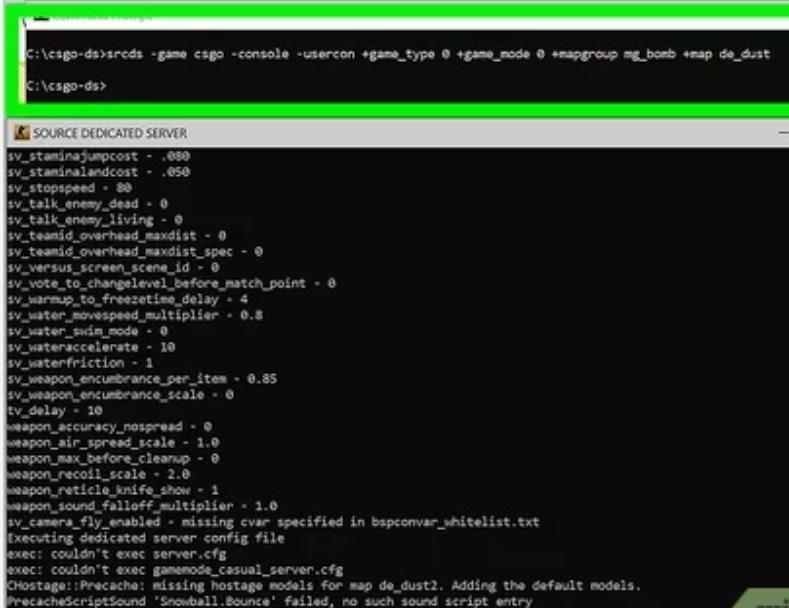 C:\csgo-ds>srcds -game csgo -console -usercon +game_type 0 +game_mode 0 +mapgroup mg_bomb +map de_dust
C:\csgo-ds>
SOURCE DEDICATED SERVER
sv_staminajumpcost - .080
sv_staminalandcost - .050
sv_stopspeed - 80
sv_talk_enemy_dead - 0
sv_talk_enemy_living - 0
sv_teamid_overhead_maxdist - 0
sv_teamid_overhead_maxdist_spec - 0
sv_versus_screen_scene_id - 0
sv_vote_to_changelevel_before_match_point - 0
sv_warmup_to_freezetime_delay - 4
sv_water_movespeed_multiplier - 0.8
sv_water_swim_mode - 0
sv_wateraccelerate - 10
sv_waterfriction - 1
sv_weapon_encumbrance_per_item - 0.85
sv_weapon_encumbrance_scale - 0
tv_delay - 10
weapon_accuracy_nospread - 0
weapon_air_spread_scale - 1.0
weapon_max_before_cleanup - 0
weapon_recoil_scale - 2.0
weapon_reticle_knife_show - 1
weapon_sound_falloff_multiplier - 1.0
sv_camera_fly_enabled - missing cvar specified in bspconvar_whitelist.txt
Executing dedicated server config file
exec: couldn't exec server.cfg
exec: couldn't exec gamemode_casual_server.cfg
CHostage::Precache: missing hostage models for map de_dust2. Adding the default models.
PrecacheScriptSound 'Snowball.Bounce' failed, no such sound script entry